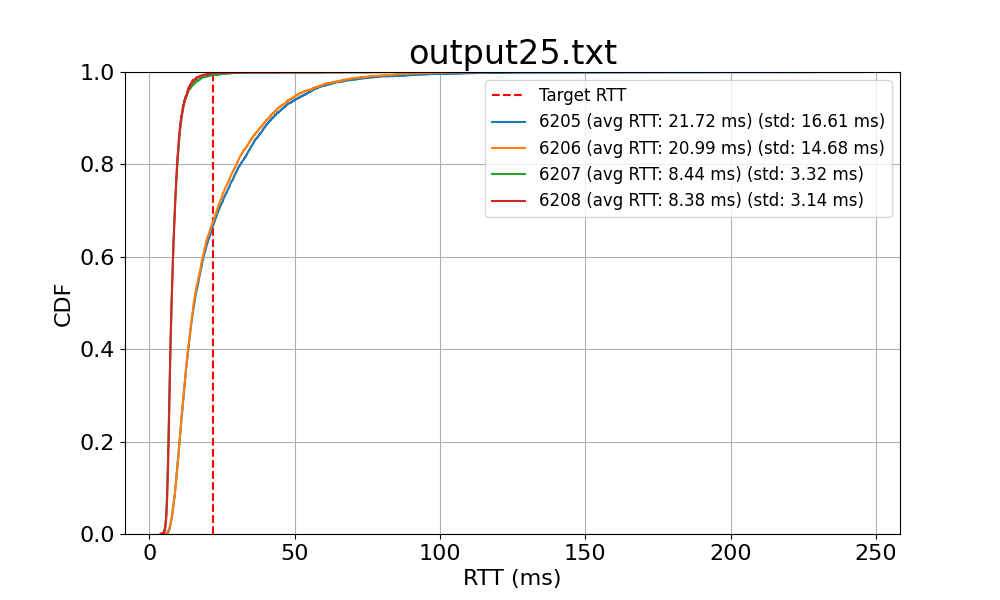 output25.txt
1.0
0.8
0.6
0.4
0.2
0.0
CDF
Target RTT
6205 (avg RTT: 21.72 ms) (std: 16.61 ms)
6206 (avg RTT: 20.99 ms) (std: 14.68 ms)
6207 (avg RTT: 8.44 ms) (std: 3.32 ms)
6208 (avg RTT: 8.38 ms) (std: 3.14 ms)
0 50 100 150 200 250
RTT (ms)